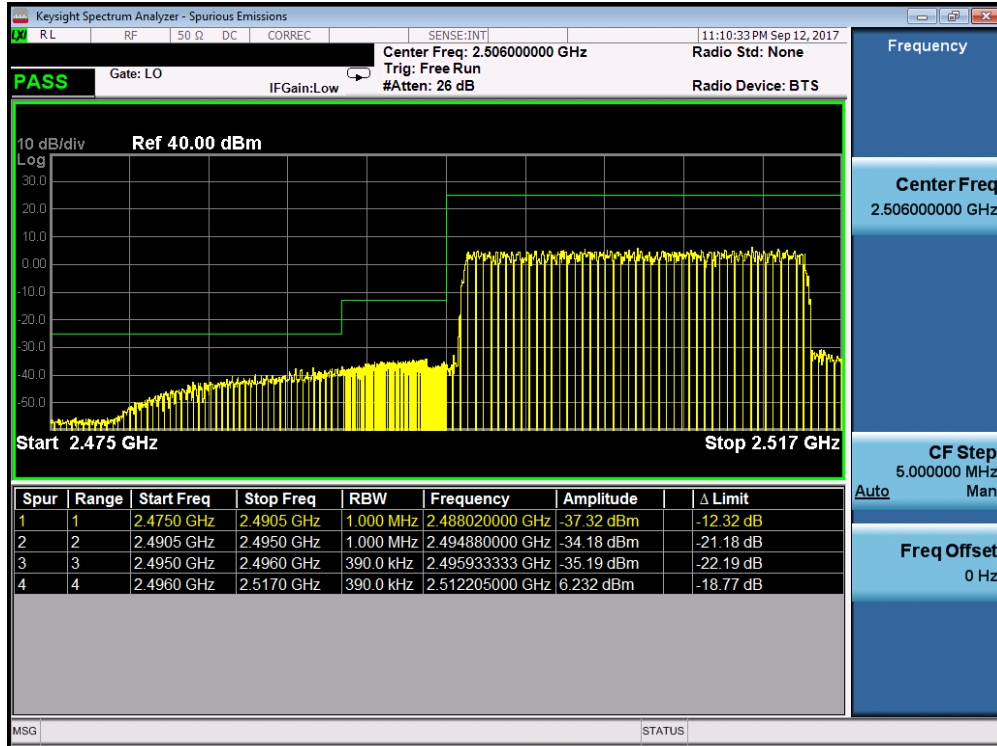 Keysight Spectrum Analyzer - Spurious Emissions
LXI RL RF 50 Ω DC CORREC SENSE:INT 11:10:33 PM Sep 12, 2017
Center Freq: 2.506000000 GHz Radio Std: None
PASS Gate: LO Trig: Free Run
IFGain:Low #Atten: 26 dB Radio Device: BTS
10 dB/div Ref 40.00 dBm
Log
30.0
20.0
10.0
0.00
-10.0
-20.0
-30.0
-40.0
-50.0
Start 2.475 GHz Stop 2.517 GHz
Spur Range Start Freq Stop Freq RBW Frequency Amplitude Δ Limit
1 1 2.4750 GHz 2.4905 GHz 1.000 MHz 2.488020000 GHz -37.32 dBm -12.32 dB
2 2 2.4905 GHz 2.4950 GHz 1.000 MHz 2.494880000 GHz -34.18 dBm -21.18 dB
3 3 2.4950 GHz 2.4960 GHz 390.0 kHz 2.495933333 GHz -35.19 dBm -22.19 dB
4 4 2.4960 GHz 2.5170 GHz 390.0 kHz 2.512205000 GHz 6.232 dBm -18.77 dB
MSG STATUS
Frequency
Center Freq
2.506000000 GHz
CF Step
5.000000 MHz
Auto Man
Freq Offset
0 Hz